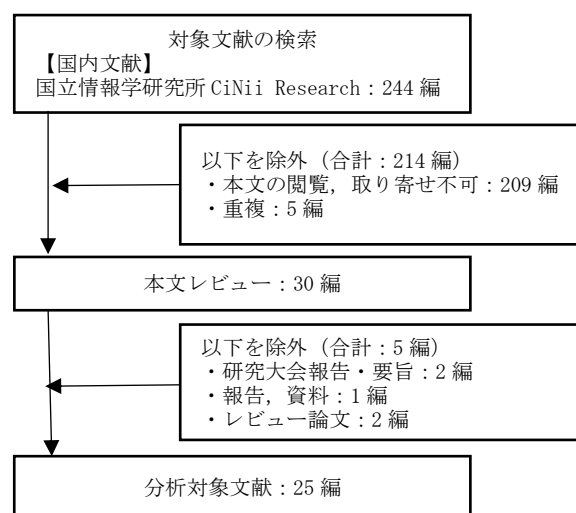 対象文献の検索
【国内文献】
国立情報学研究所 CiNii Research：244 編
以下を除外（合計：214 編）
・本文の閲覧，取り寄せ不可：209 編
・重複：5 編
本文レビュー：30 編
以下を除外（合計：5 編）
・研究大会報告・要旨：2 編
・報告，資料：1 編
・レビュー論文：2 編
分析対象文献：25 編